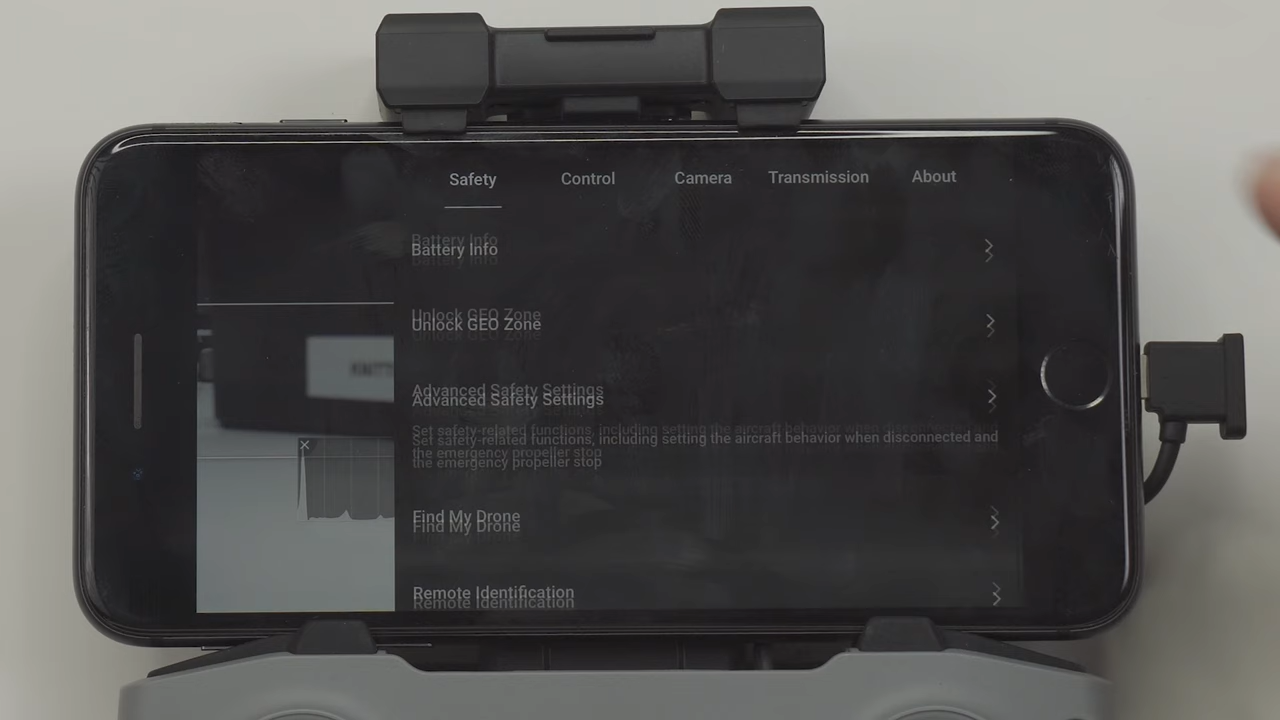 Safety Control Camera Transmission About
Battery Info
Unlock GEO Zone
Advanced Safety Settings
Set safety-related functions, including setting the aircraft behavior when disconnected and
the emergency propeller stop
Find My Drone
Remote Identification